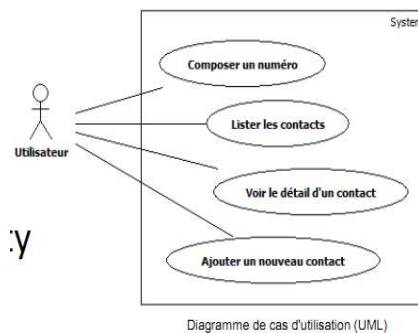 System
Composer un numéro
Lister les contacts
Utilisateur
Voir le détail d'un contact
Ajouter un nouveau contact
Diagramme de cas d'utilisation (UML)